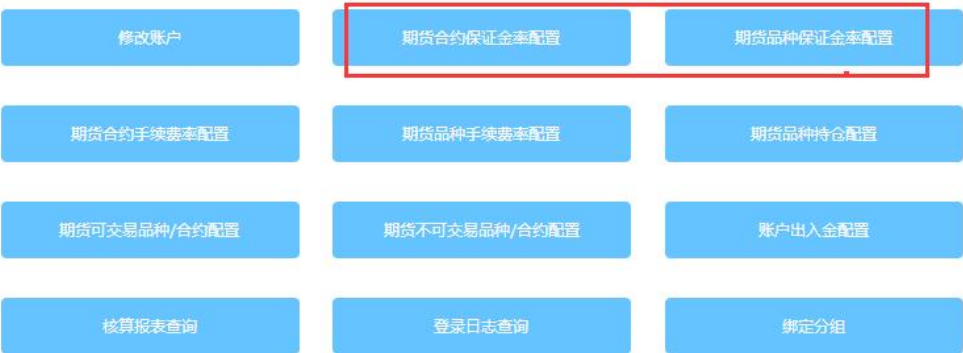 修改账户
期货合约保证金率配置
期货品种保证金率配置
期货合约手续费率配置
期货品种手续费率配置
期货品种持仓配置
期货可交易品种/合约配置
期货不可交易品种/合约配置
账户出入金配置
核算报表查询
登录日志查询
绑定分组